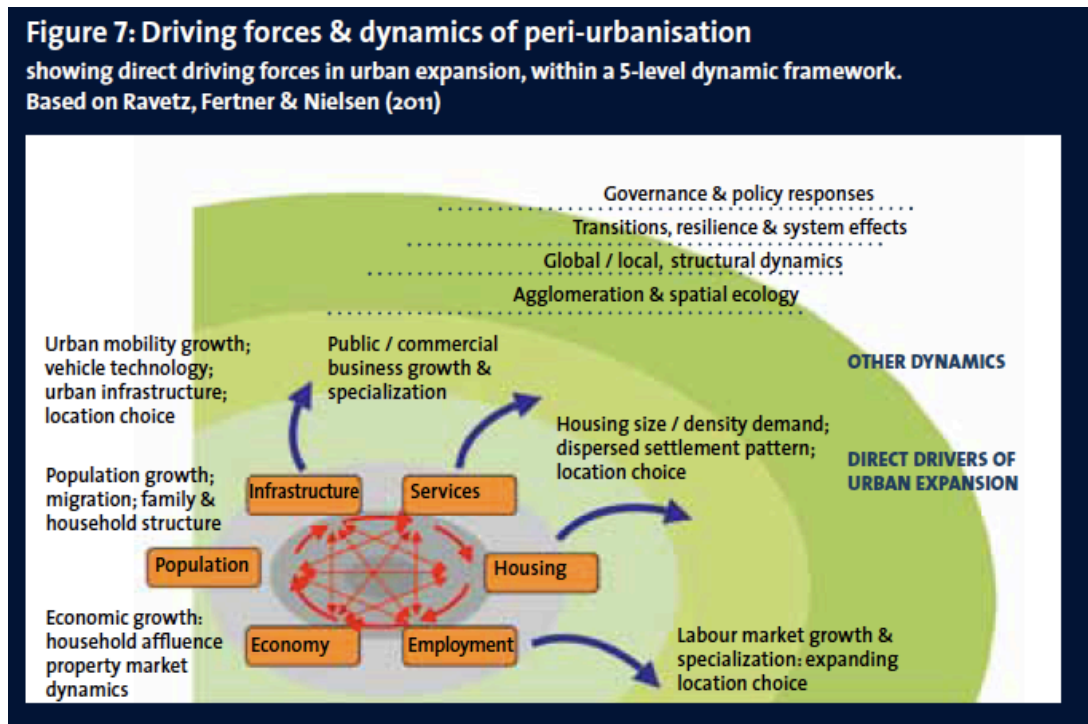 Figure 7: Driving forces & dynamics of peri-urbanisation
showing direct driving forces in urban expansion, within a 5-level dynamic framework.
Based on Ravetz, Fertner & Nielsen (2011)
Governance & policy responses
Transitions, resilience & system effects
Global / local, structural dynamics
Agglomeration & spatial ecology
Urban mobility growth;
vehicle technology;
urban infrastructure;
location choice
Public / commercial
business growth &
specialization
OTHER DYNAMICS
Housing size / density demand;
dispersed settlement pattern;
location choice
DIRECT DRIVERS OF
URBAN EXPANSION
Population growth;
migration; family &
household structure
Infrastructure
Services
Population
Housing
Economic growth:
household affluence
property market
dynamics
Economy
Employment
Labour market growth &
specialization: expanding
location choice